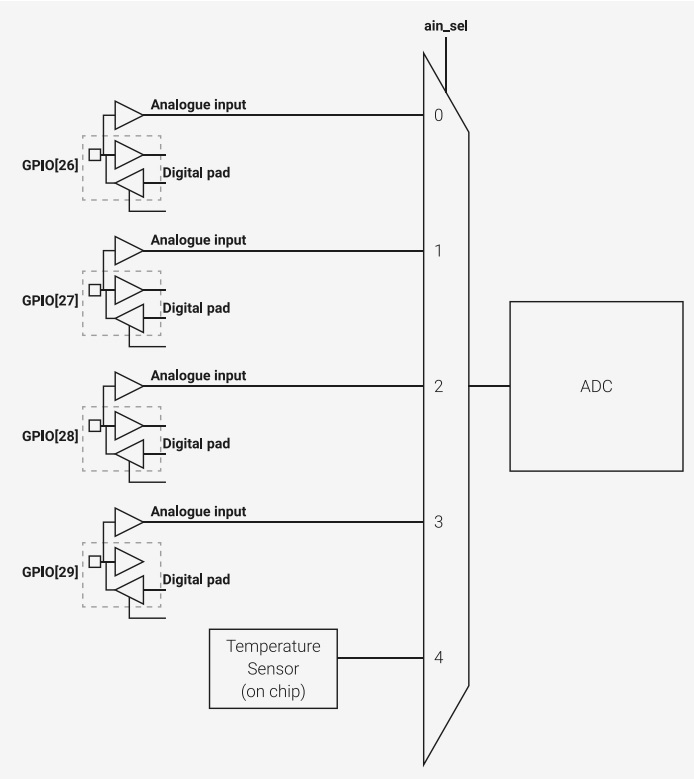 ain_sel
Analogue input
0
GPIO[26]
Digital pad
Analogue input
1
GPIO[27]
Digital pad
Analogue input
2
ADC
GPIO[28]
Digital pad
Analogue input
3
GPIO[29]
Digital pad
Temperature
Sensor
(on chip)
4